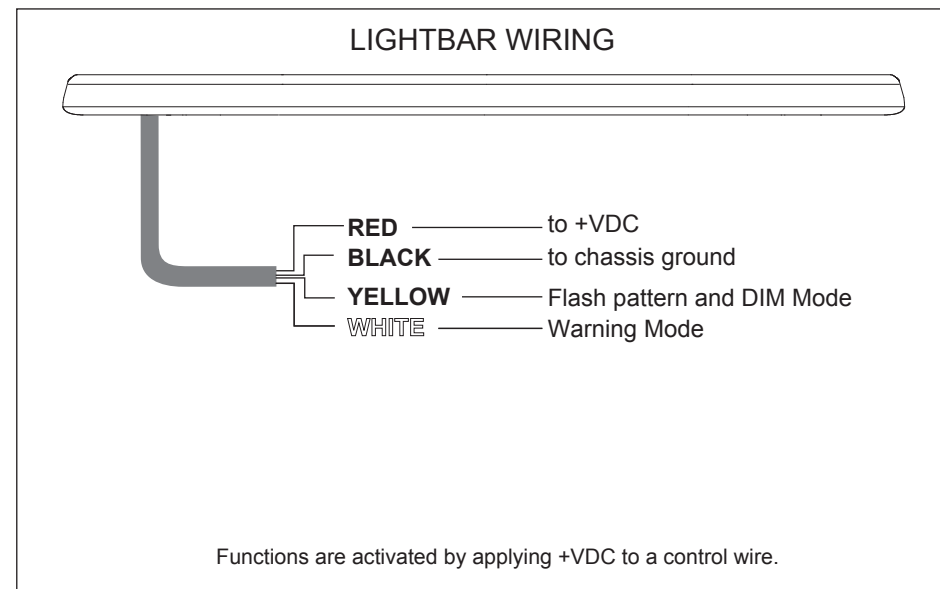 LIGHTBAR WIRING
RED to +VDC
BLACK to chassis ground
YELLOW Flash pattern and DIM Mode
WHITE Warning Mode
Functions are activated by applying +VDC to a control wire.